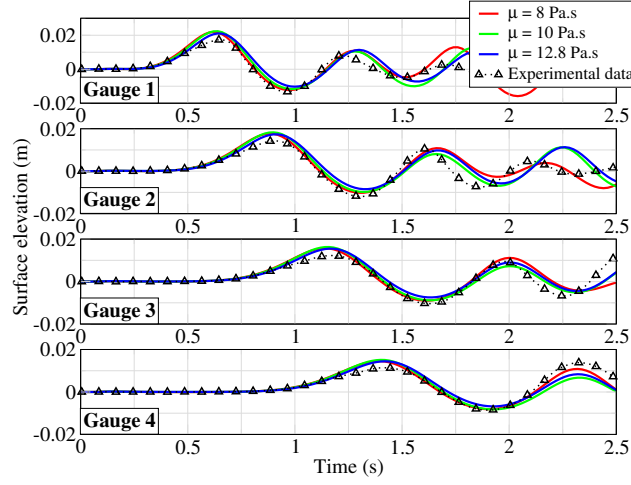 0.02
0.01
0
-0.01
-0.02
Gauge 1
μ = 8 Pa.s
μ = 10 Pa.s
μ = 12.8 Pa.s
Experimental data
0 0.5 1 1.5 2 2.5
0.02
0
-0.02
Gauge 2
0 0.5 1 1.5 2 2.5
0.02
0
-0.02
Gauge 3
0 0.5 1 1.5 2 2.5
0.02
0
-0.02
Gauge 4
0 0.5 1 1.5 2 2.5
Time (s)
Surface elevation (m)